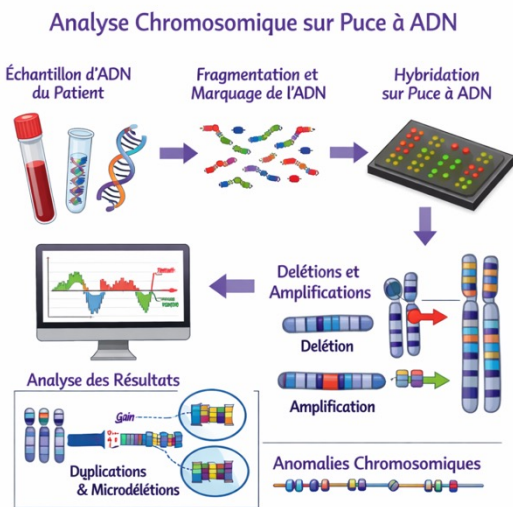 Analyse Chromosomique sur Puce à ADN
Échantillon d'ADN
du Patient
Fragmentation et
Marquage de l'ADN
Hybridation
sur Puce à ADN
Delétions et
Amplifications
Delétion
Amplification
Analyse des Résultats
Gain
Dyplications
& Microdélétions
Anomalies Chromosomiques